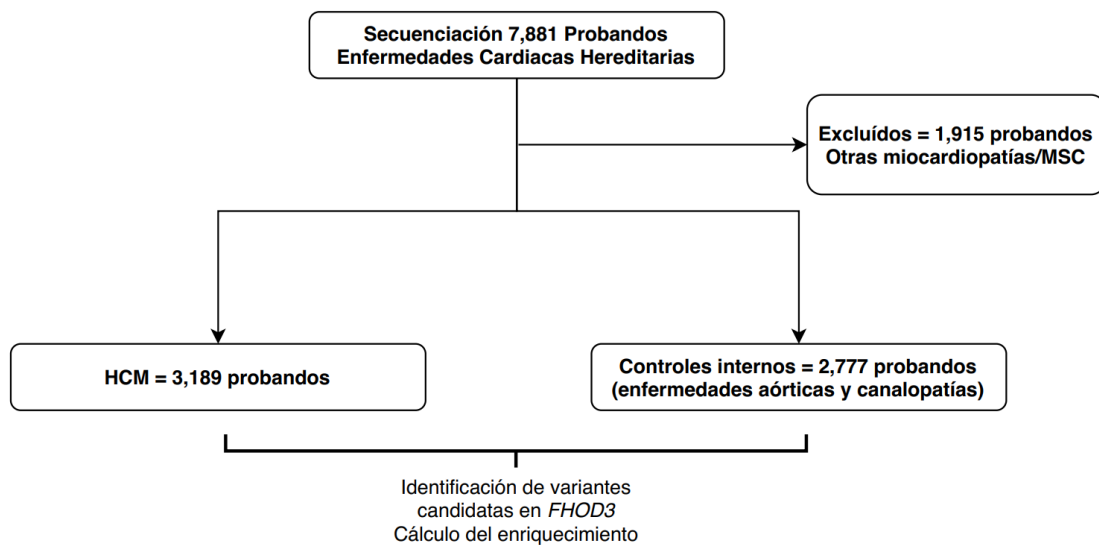 Secuenciación 7,881 Probandos
Enfermedades Cardiacas Hereditarias
Excluídos = 1,915 probandos
Otras miocardiopatías/MSC
HCM = 3,189 probandos
Controles internos = 2,777 probandos
(enfermedades aórticas y canalopatías)
Identificación de variantes
candidatas en FHOD3
Cálculo del enriquecimiento